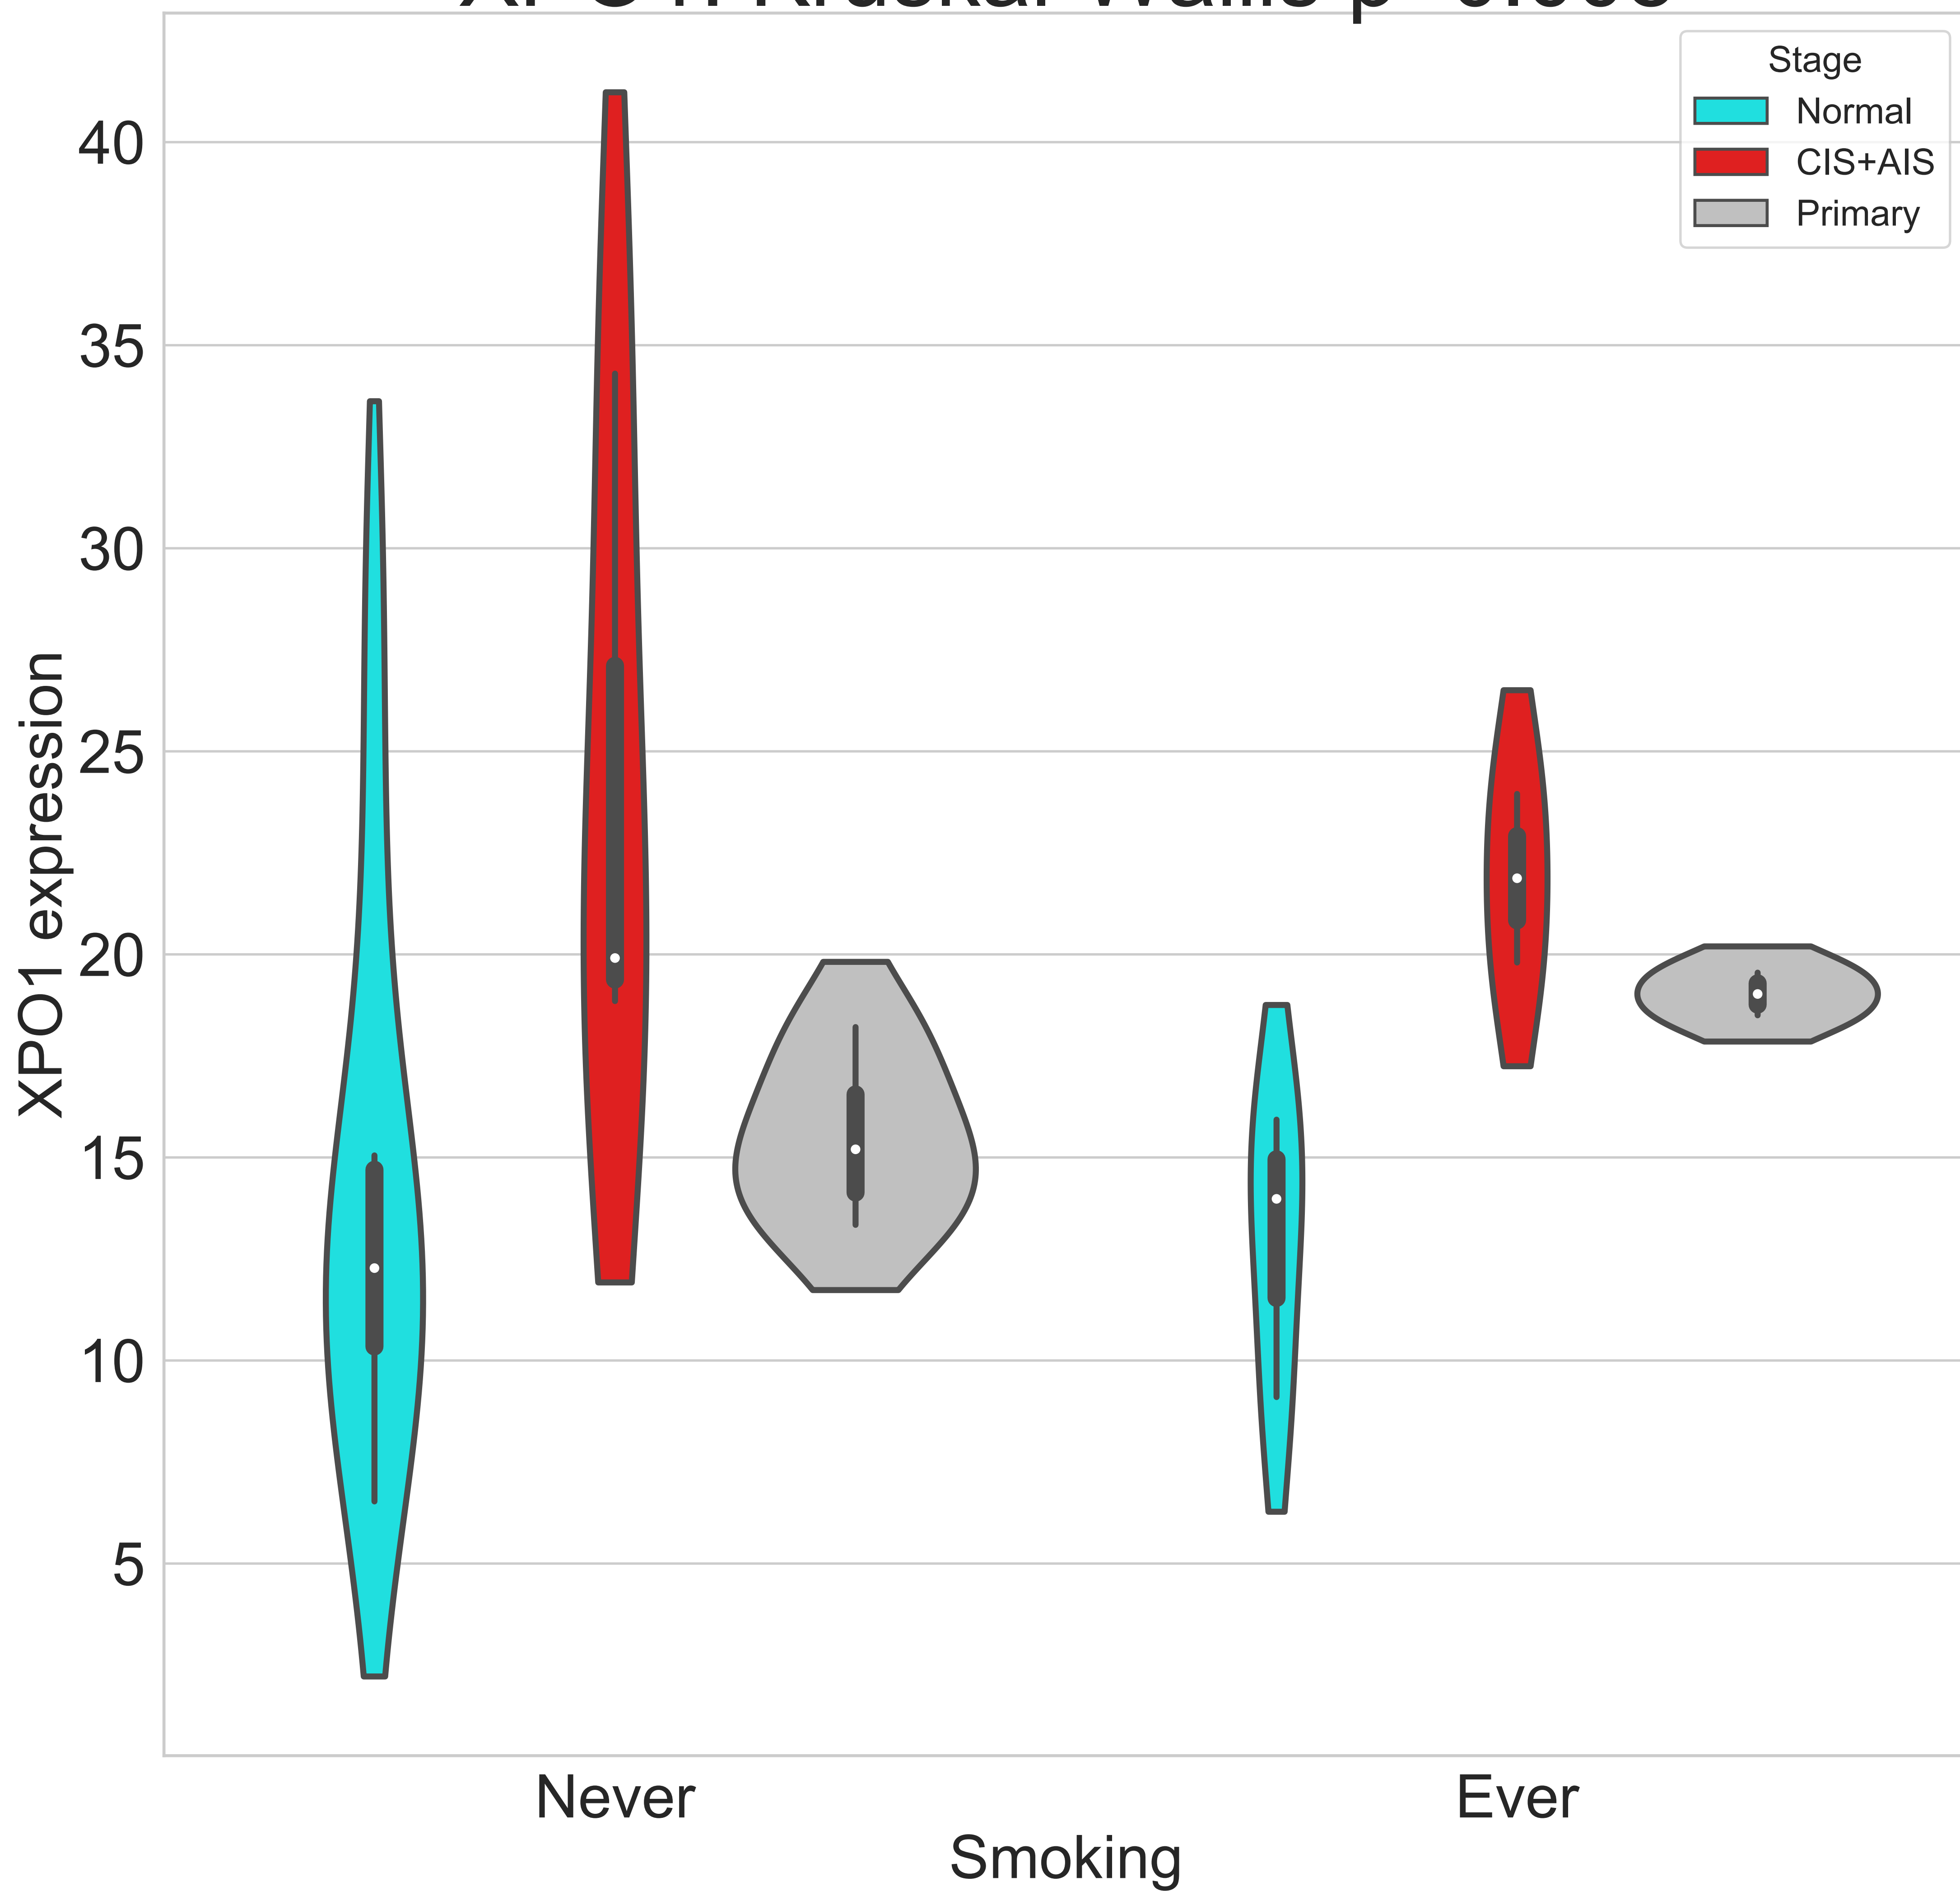 Stage
Normal
CIS+AIS
Primary
40
35
30
25
20
15
10
5
XPO1 expression
Never
Ever
Smoking